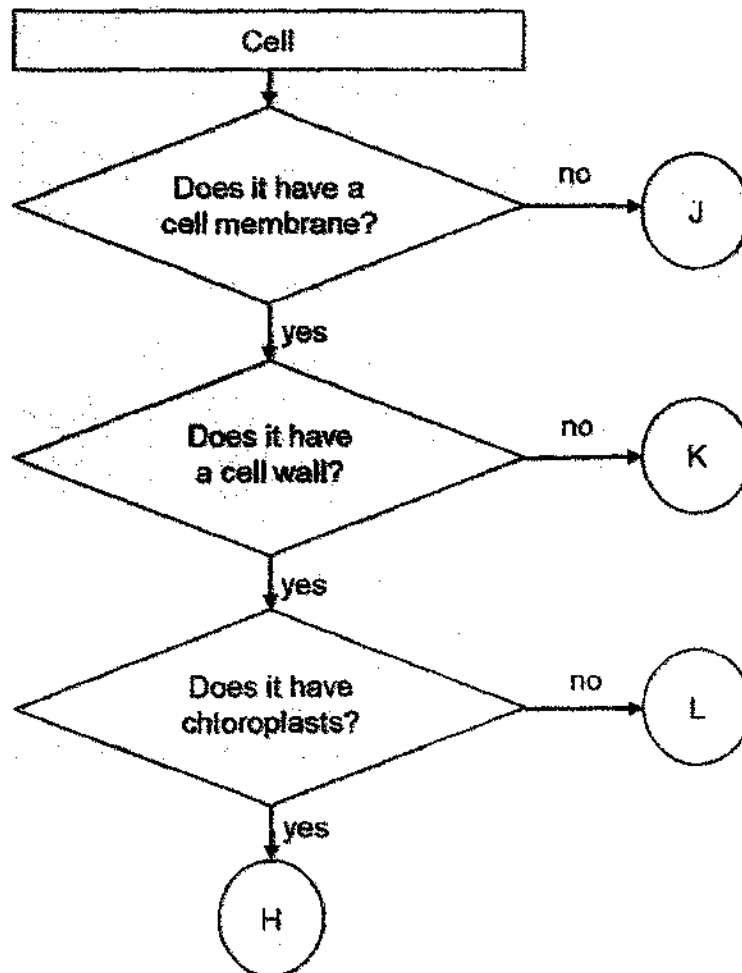 Cell
Does it have a
cell membrane?
no
J
yes
Does it have
a cell wall?
no
K
yes
Does it have
chloroplasts?
no
L
yes
H